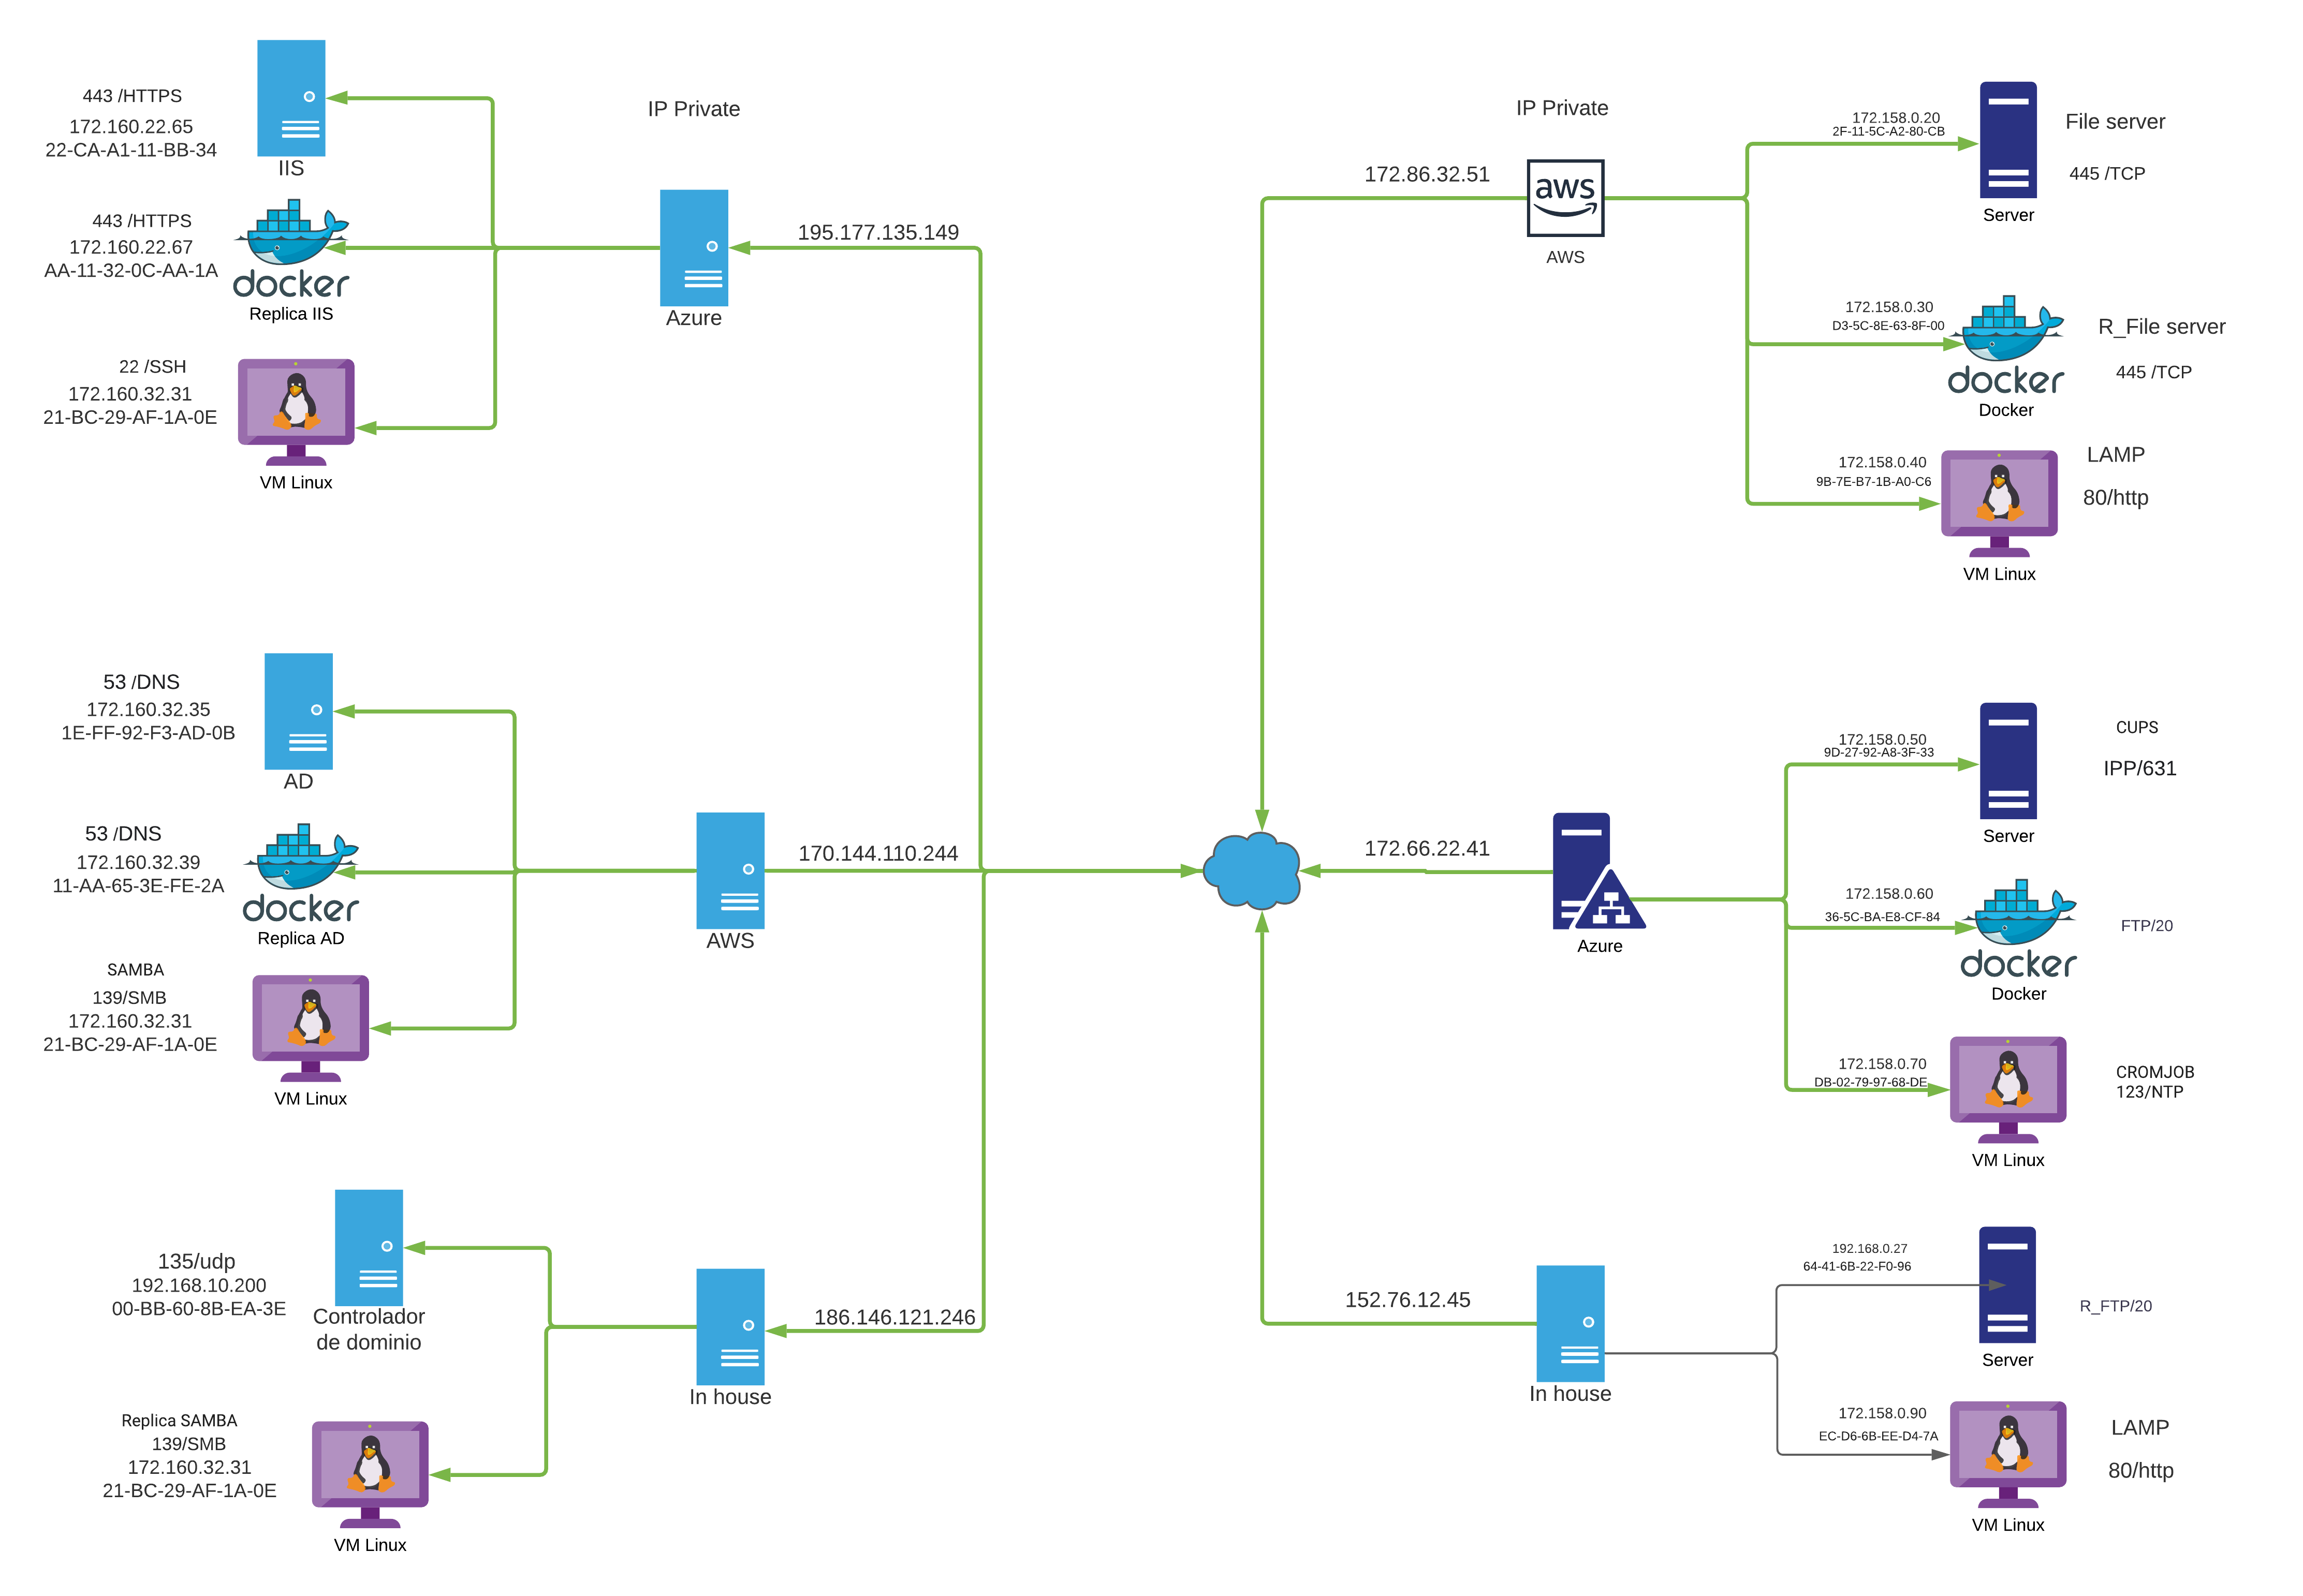 443 /HTTPS
172.160.22.65
22-CA-A1-11-BB-34
IIS
443 /HTTPS
172.160.22.67
AA-11-32-0C-AA-1A
docker
Replica IIS
22 /SSH
172.160.32.31
21-BC-29-AF-1A-0E
VM Linux
IP Private
Azure
195.177.135.149
53 /DNS
172.160.32.35
1E-FF-92-F3-AD-0B
AD
53 /DNS
172.160.32.39
11-AA-65-3E-FE-2A
docker
Replica AD
SAMBA
139/SMB
172.160.32.31
21-BC-29-AF-1A-0E
VM Linux
AWS
170.144.110.244
135/udp
192.168.10.200
00-BB-60-8B-EA-3E
Controlador
de dominio
Replica SAMBA
139/SMB
172.160.32.31
21-BC-29-AF-1A-0E
VM Linux
In house
186.146.121.246
IP Private
172.86.32.51
aws
AWS
172.158.0.20
2F-11-5C-A2-80-CB
Server
File server
445 /TCP
172.158.0.30
D3-5C-8E-63-8F-00
docker
Docker
R_File server
445 /TCP
172.158.0.40
9B-7E-B7-1B-A0-C6
VM Linux
LAMP
80/http
172.66.22.41
Azure
172.158.0.50
9D-27-92-A8-3F-33
Server
CUPS
IPP/631
172.158.0.60
36-5C-BA-E8-CF-84
docker
Docker
FTP/20
172.158.0.70
DB-02-79-97-68-DE
VM Linux
CROMJOB
123/NTP
152.76.12.45
In house
192.168.0.27
64-41-6B-22-F0-96
Server
R_FTP/20
172.158.0.90
EC-D6-6B-EE-D4-7A
VM Linux
LAMP
80/http